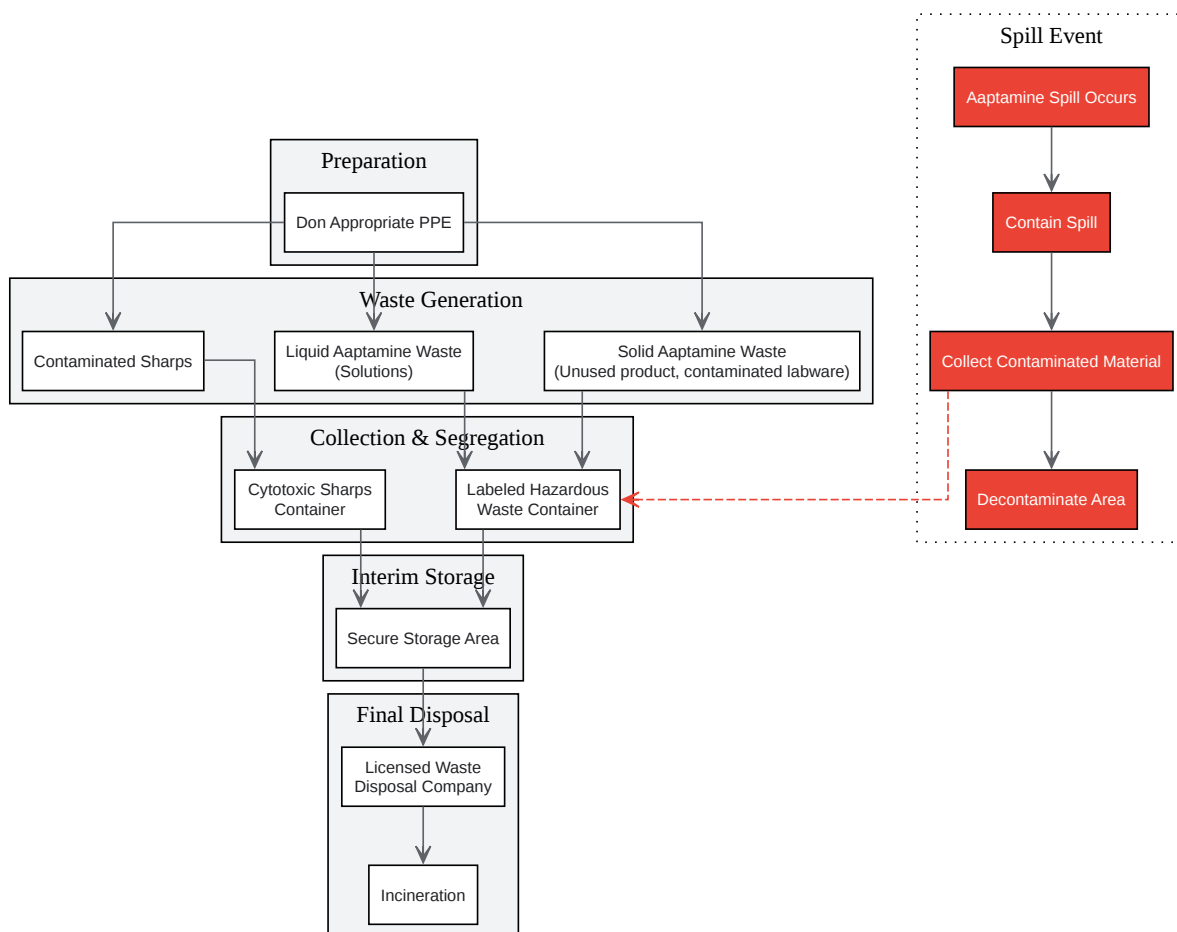 Spill Event
Aaptamine Spill Occurs
Preparation
Don Appropriate PPE
Contain Spill
Waste Generation
Contaminated Sharps
Liquid Aaptamine Waste
(Solutions)
Solid Aaptamine Waste
(Unused product, contaminated labware)
Collect Contaminated Material
Collection & Segregation
Cytotoxic Sharps
Container
Labeled Hazardous
Waste Container
Decontaminate Area
Interim Storage
Secure Storage Area
Final Disposal
Licensed Waste
Disposal Company
Incineration